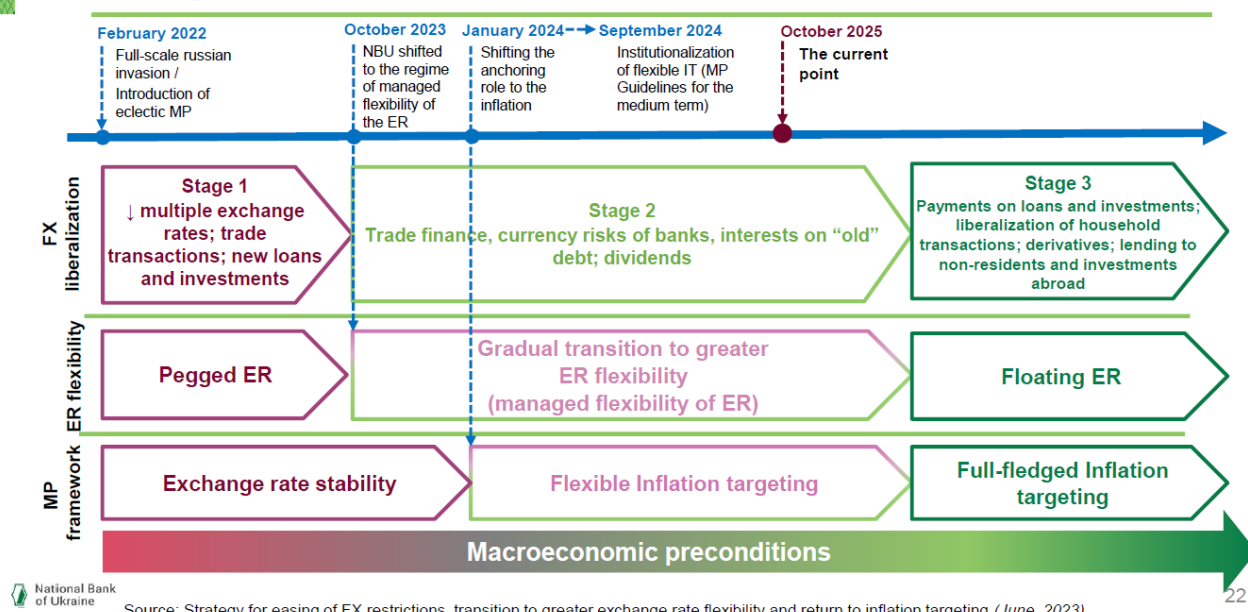 February 2022
Full-scale russian
invasion /
Introduction of
eclectic MP
October 2023
NBU shifted
to the regime
of managed
flexibility of
the ER
January 2024
Shifting the
anchoring
role to the
inflation
September 2024
Institutionalization
of flexible IT (MP
Guidelines for the
medium term)
October 2025
The current
point
FX
liberalization
Stage 1
↓ multiple exchange
rates; trade
transactions; new loans
and investments
Stage 2
Trade finance, currency risks of banks, interests on “old”
debt; dividends
Stage 3
Payments on loans and investments;
liberalization of household
transactions; derivatives; lending to
non-residents and investments
abroad
ER flexibility
Pegged ER
Gradual transition to greater
ER flexibility
(managed flexibility of ER)
Floating ER
MP
framework
Exchange rate stability
Flexible Inflation targeting
Full-fledged Inflation
targeting
Macroeconomic preconditions
National Bank
of Ukraine
Source: Strategy for easing of FX restrictions, transition to greater exchange rate flexibility and return to inflation targeting (June, 2023)
22